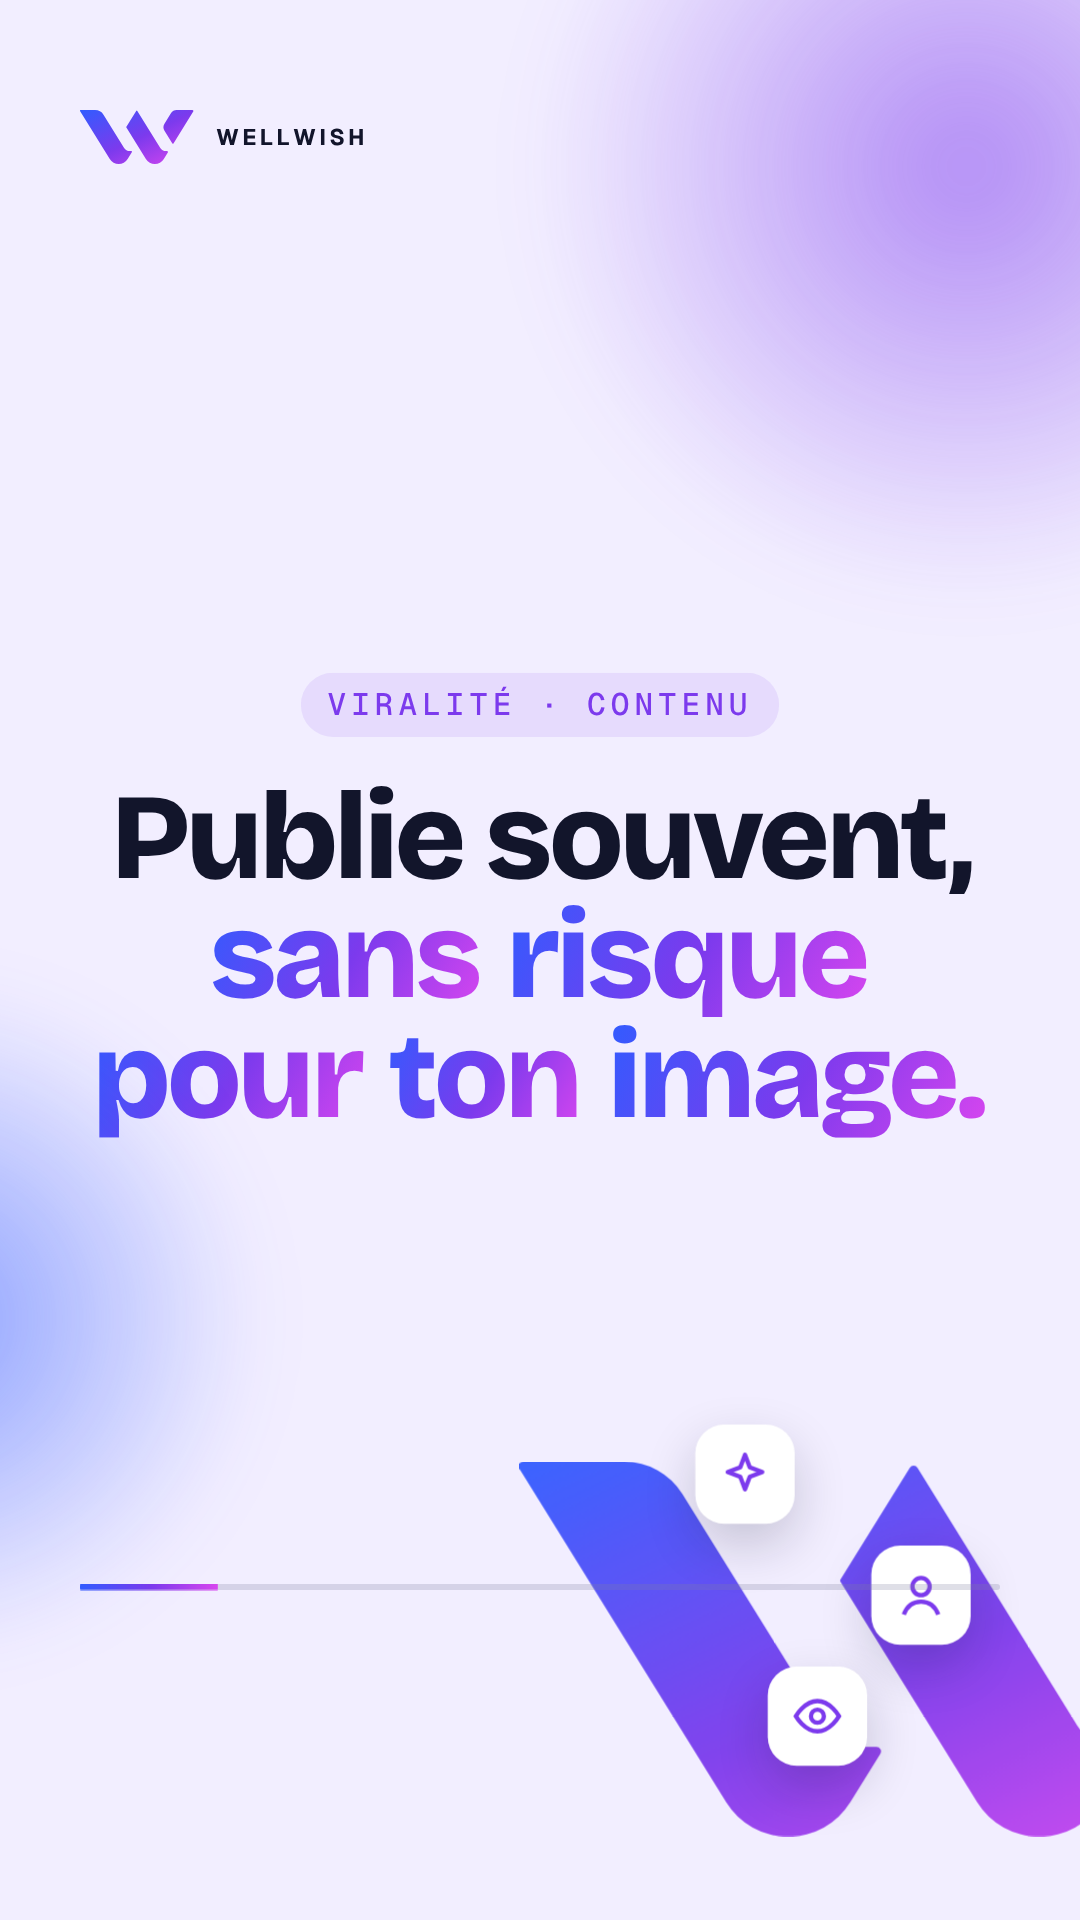 WELLWISH
VIRALITÉ · CONTENU
Publie souvent,
sans risque
pour ton image.